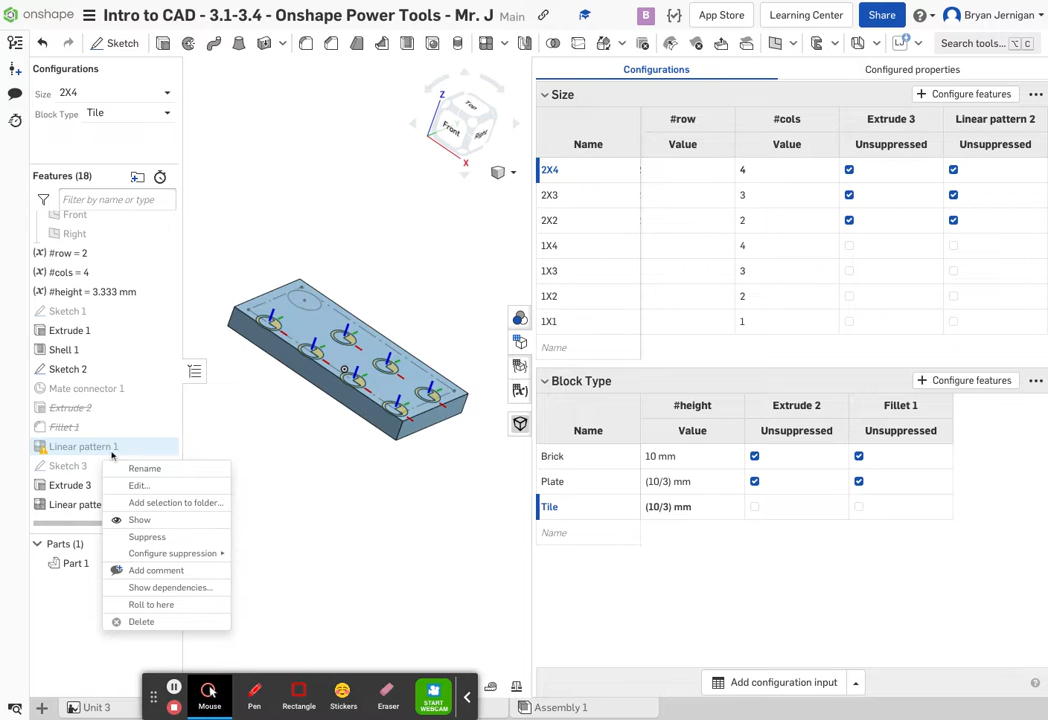 onshape
Intro to CAD - 3.1-3.4 - Onshape Power Tools - Mr. J
Main
B
App Store
Learning Center
Share
Bryan Jernigan
Sketch
Search tools...
Configurations
Size
2X4
Block Type
Tile
Features (18)
Filter by name or type
Front
Right
(x) #row = 2
(x) #cols = 4
(x) #height = 3.333 mm
Sketch 1
Extrude 1
Shell 1
Sketch 2
Mate connector 1
Extrude 2
Fillet 1
Linear pattern 1
Sketch 3
Extrude 3
Linear patte
Parts (1)
Part 1
Rename
Edit...
Add selection to folder...
Show
Suppress
Configure suppression
Add comment
Show dependencies...
Roll to here
Delete
Z
X
Top
Front
Right
Configurations
Configured properties
Size
Configure features
#row #cols Extrude 3 Linear pattern 2
Name Value Value Unsuppressed Unsuppressed
2X4 4
2X3 3
2X2 2
1X4 4
1X3 3
1X2 2
1X1 1
Name
Block Type
Configure features
#height Extrude 2 Fillet 1
Name Value Unsuppressed Unsuppressed
Brick 10 mm
Plate (10/3) mm
Tile (10/3) mm
Name
Add configuration input
Mouse
Pen
Rectangle
Stickers
Eraser
START
WEBCAM
Unit 3
Assembly 1